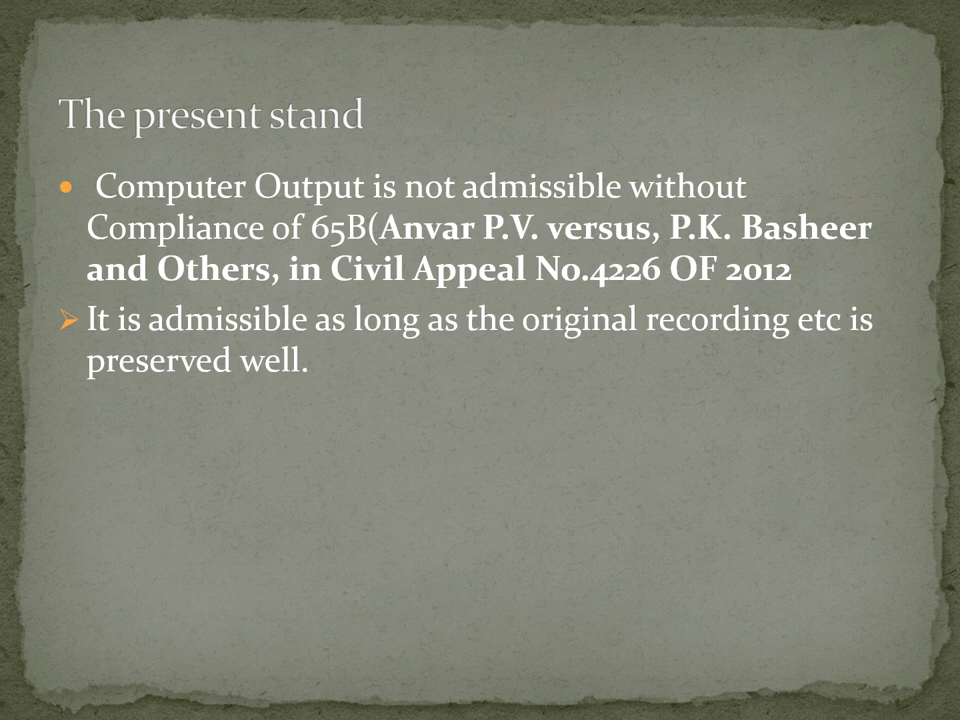 The present stand
• Computer Output is not admissible without
Compliance of 65B(Anvar P.V. versus, P.K. Basheer
and Others, in Civil Appeal No.4226 OF 2012
➢ It is admissible as long as the original recording etc is
preserved well.